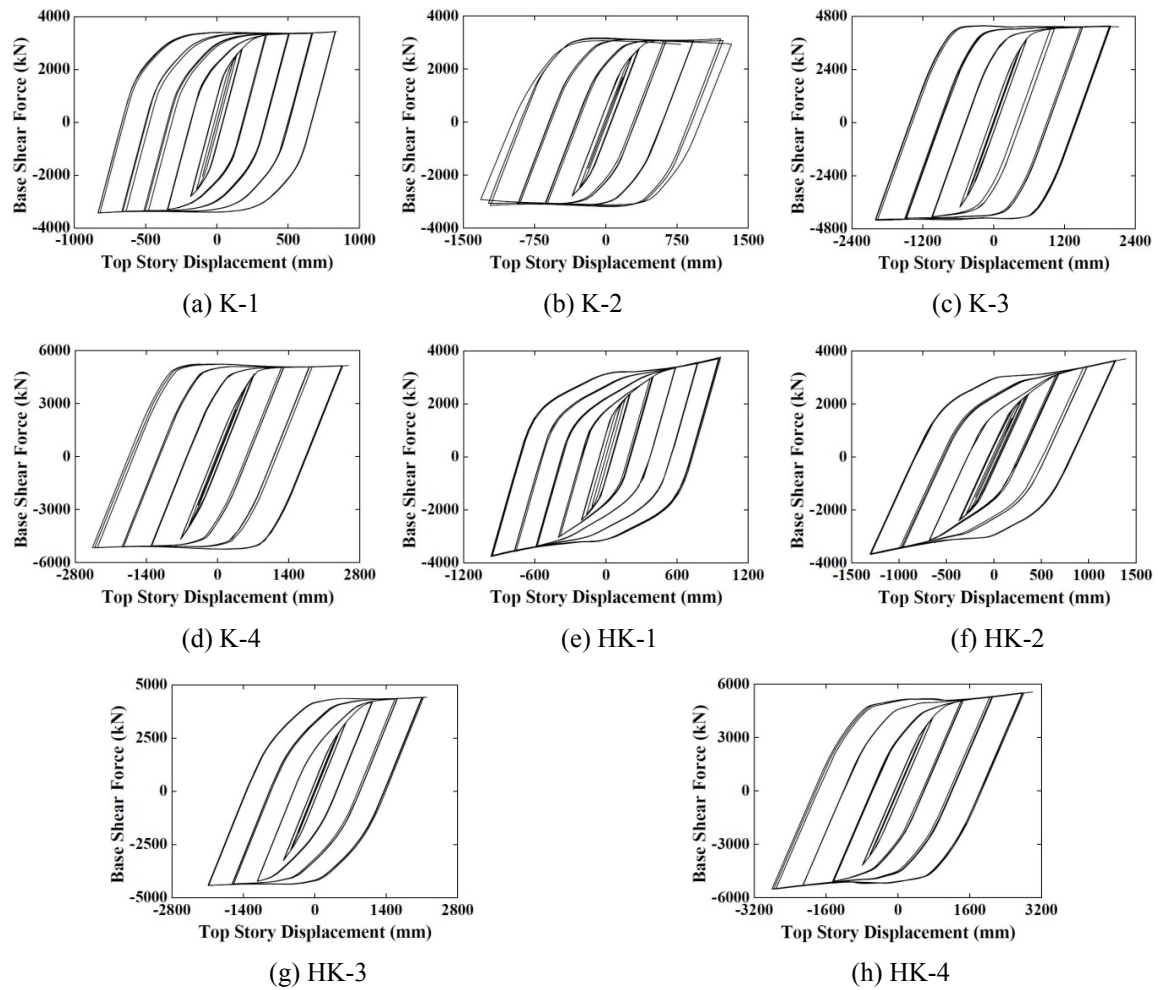 4000
2000
0
-2000
-4000
-1000 -500 0 500 1000
Base Shear Force (kN)
Top Story Displacement (mm)
(a) K-1
4000
2000
0
-2000
-4000
-1500 -750 0 750 1500
Base Shear Force (kN)
Top Story Displacement (mm)
(b) K-2
4800
2400
0
-2400
-4800
-2400 -1200 0 1200 2400
Base Shear Force (kN)
Top Story Displacement (mm)
(c) K-3
6000
3000
0
-3000
-6000
-2800 -1400 0 1400 2800
Base Shear Force (kN)
Top Story Displacement (mm)
(d) K-4
4000
2000
0
-2000
-4000
-1200 -600 0 600 1200
Base Shear Force (kN)
Top Story Displacement (mm)
(e) HK-1
4000
2000
0
-2000
-4000
-1500 -1000 -500 0 500 1000 1500
Base Shear Force (kN)
Top Story Displacement (mm)
(f) HK-2
5000
2500
0
-2500
-5000
-2800 -1400 0 1400 2800
Base Shear Force (kN)
Top Story Displacement (mm)
(g) HK-3
6000
3000
0
-3000
-6000
-3200 -1600 0 1600 3200
Base Shear Force (kN)
Top Story Displacement (mm)
(h) HK-4